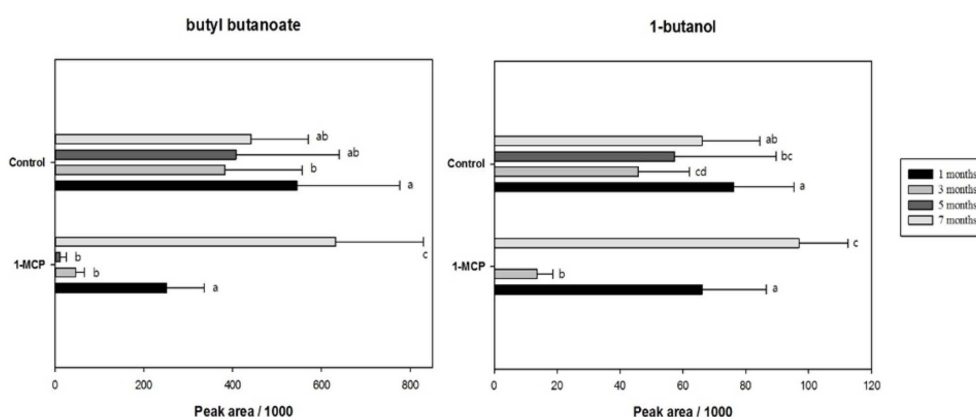 butyl butanoate
Control
1-MCP
ab
ab
b
a
c
b
b
a
0 200 400 600 800
Peak area / 1000
1-butanol
Control
1-MCP
ab
bc
cd
a
c
b
a
0 20 40 60 80 100 120
Peak area / 1000
1 months
3 months
5 months
7 months